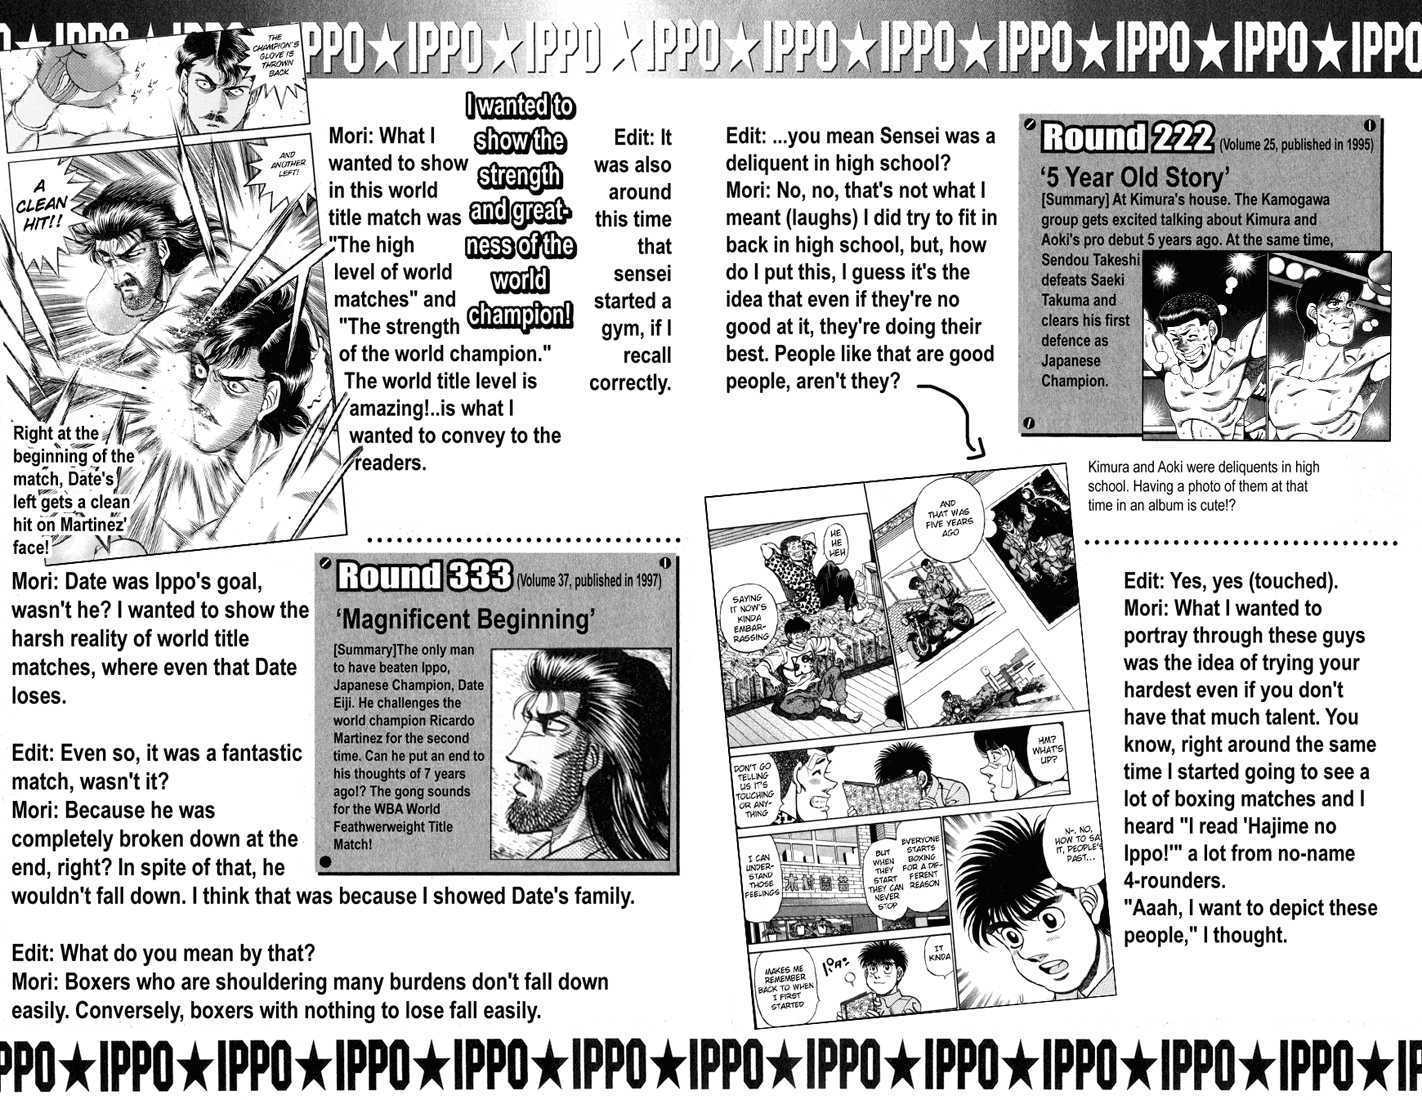 IPPO★IPPO★IPPO★IPPO★IPPO★IPPO★IPPO★IPPO★IPPO★IPPO
THE
CHAMPION'S
GLOVE IS
THROWN
BACK
AND
ANOTHER
LEFT!
A
CLEAN
HIT!!
Right at the
beginning of the
match, Date's
left gets a clean
hit on Martinez'
face!
Mori: What I
wanted to show
in this world
title match was
"The high
level of world
matches" and
"The strength
of the world champion."
The world title level is
amazing!..is what I
wanted to convey to the
readers.
I wanted to
show the
strength
and great-
ness of the
world
champion!
Edit: It
was also
around
this time
that
sensei
started a
gym, if I
recall
correctly.
Mori: Date was Ippo's goal,
wasn't he? I wanted to show the
harsh reality of world title
matches, where even that Date
loses.
Edit: Even so, it was a fantastic
match, wasn't it?
Mori: Because he was
completely broken down at the
end, right? In spite of that, he
wouldn't fall down. I think that was because I showed Date's family.
Edit: What do you mean by that?
Mori: Boxers who are shouldering many burdens don't fall down
easily. Conversely, boxers with nothing to lose fall easily.
Round 333 (Volume 37, published in 1997)
'Magnificent Beginning'
[Summary]The only man
to have beaten Ippo,
Japanese Champion, Date
Eiji. He challenges the
world champion Ricardo
Martinez for the second
time. Can he put an end to
his thoughts of 7 years
ago!? The gong sounds
for the WBA World
Feathwerweight Title
Match!
Edit: ...you mean Sensei was a
deliquent in high school?
Mori: No, no, that's not what I
meant (laughs) I did try to fit in
back in high school, but, how
do I put this, I guess it's the
idea that even if they're no
good at it, they're doing their
best. People like that are good
people, aren't they?
Round 222 (Volume 25, published in 1995)
'5 Year Old Story'
[Summary] At Kimura's house. The Kamogawa
group gets excited talking about Kimura and
Aoki's pro debut 5 years ago. At the same time,
Sendou Takeshi
defeats Saeki
Takuma and
clears his first
defence as
Japanese
Champion.
Kimura and Aoki were deliquents in high
school. Having a photo of them at that
time in an album is cute!?
AND
THAT WAS
FIVE YEARS
AGO
HE
HE
HEH
SAYING
IT NOW'S
KINDA
EMBAR-
RASSING
HM?
WHAT'S
UP?
DON'T GO
TELLING
US IT'S
TOUCHING
OR ANY-
THING
N-, NO,
HOW TO SAY
IT, PEOPLE'S
PAST...
EVERYONE
STARTS
BOXING
FOR A DIF-
FERENT
REASON
BUT
WHEN
THEY
START
THEY CAN
NEVER
STOP
I CAN
UNDER-
STAND
THOSE
FEELINGS
IT
KINDA
MAKES ME
REMEMBER
BACK TO WHEN
I FIRST
STARTED
Edit: Yes, yes (touched).
Mori: What I wanted to
portray through these guys
was the idea of trying your
hardest even if you don't
have that much talent. You
know, right around the same
time I started going to see a
lot of boxing matches and I
heard "I read 'Hajime no
Ippo!'" a lot from no-name
4-rounders.
"Aaah, I want to depict these
people," I thought.
PPO★IPPO★IPPO★IPPO★IPPO★IPPO★IPPO★IPPO★IPPO★IPPO★IPPO★IPPO★IP